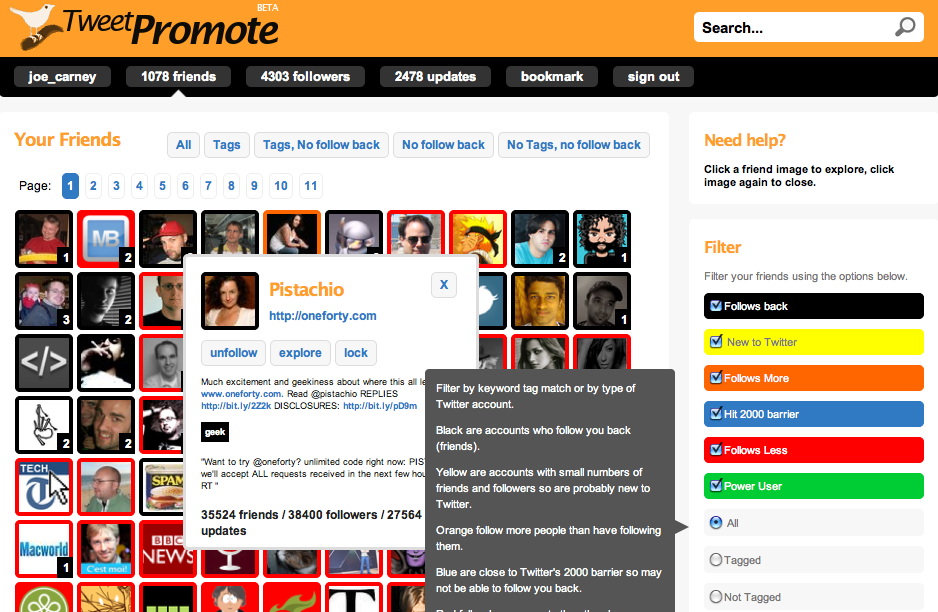 TweetPromote BETA
Search...
joe_carney
1078 friends
4303 followers
2478 updates
bookmark
sign out
Your Friends
All
Tags
Tags, No follow back
No follow back
No Tags, no follow back
Page: 1 2 3 4 5 6 7 8 9 10 11
MB
1
2
2
1
3
2
1
Pistachio
X
http://oneforty.com
unfollow
explore
lock
Much excitement and geekiness about where this all le
www.oneforty.com. Read @pistachio REPLIES
http://bit.ly/2Z2k DISCLOSURES: http://bit.ly/pD9m
geek
"Want to try @oneforty? unlimited code right now: PIS
we'll accept ALL requests received in the next few hou
RT "
35524 friends / 38400 followers / 27564
updates
</>
2
2
TECH
T
SPAM
Macworld
1
C'est moi!
BBC
NEWS
T
Need help?
Click a friend image to explore, click
image again to close.
Filter
Filter your friends using the options below.
Follows back
New to Twitter
Follows More
Hit 2000 barrier
Follows Less
Power User
All
Tagged
Not Tagged
Filter by keyword tag match or by type of
Twitter account.
Black are accounts who follow you back
(friends).
Yellow are accounts with small numbers of
friends and followers so are probably new to
Twitter.
Orange follow more people than have following
them.
Blue are close to Twitter's 2000 barrier so may
not be able to follow you back.